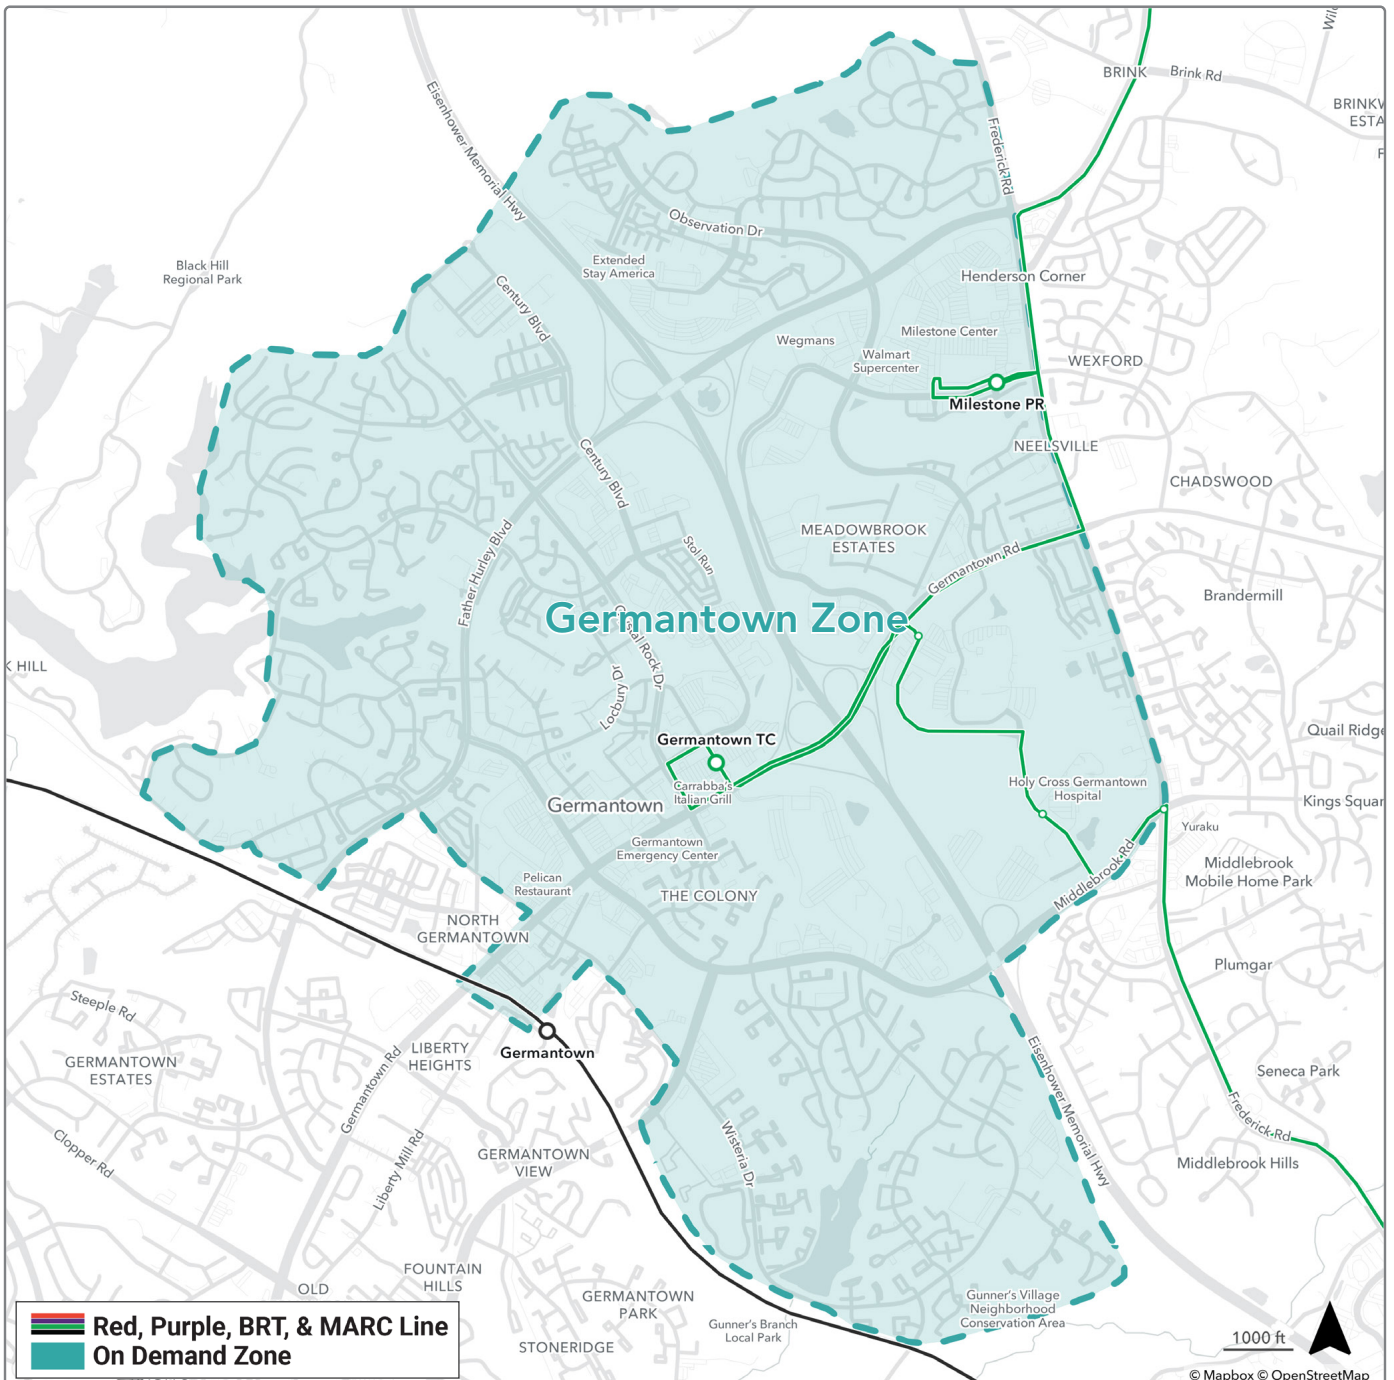 BRINK
Brink Rd
BRINKW
ESTA
Eisenhower Memorial Hwy
Frederick Rd
Observation Dr
Black Hill
Regional Park
Extended
Stay America
Henderson Corner
Century Blvd
Wegmans
Milestone Center
Walmart
Supercenter
WEXFORD
Milestone PR
NEELSVILLE
Century Blvd
CHADSWOOD
MEADOWBROOK
ESTATES
Stol Run
Father Hurley Blvd
Germantown Rd
Brandermill
Germantown Zone
Rock Dr
K HILL
Locbury Dr
Germantown TC
Quail Ridge
Carrabba's
Italian Grill
Germantown
Holy Cross Germantown
Hospital
Kings Squar
Yuraku
Germantown
Emergency Center
Middlebrook Rd
Middlebrook
Mobile Home Park
Pelican
Restaurant
THE COLONY
NORTH
GERMANTOWN
Plumgar
Steeple Rd
Germantown
LIBERTY
HEIGHTS
GERMANTOWN
ESTATES
Germantown Rd
Eisenhower Memorial Hwy
Seneca Park
Frederick Rd
Clopper Rd
Liberty Mill Rd
GERMANTOWN
VIEW
Wisteria Dr
Middlebrook Hills
FOUNTAIN
HILLS
OLD
GERMANTOWN
PARK
Gunner's Village
Neighborhood
Conservation Area
Gunner's Branch
Local Park
STONERIDGE
Red, Purple, BRT, & MARC Line
On Demand Zone
1000 ft
© Mapbox © OpenStreetMap